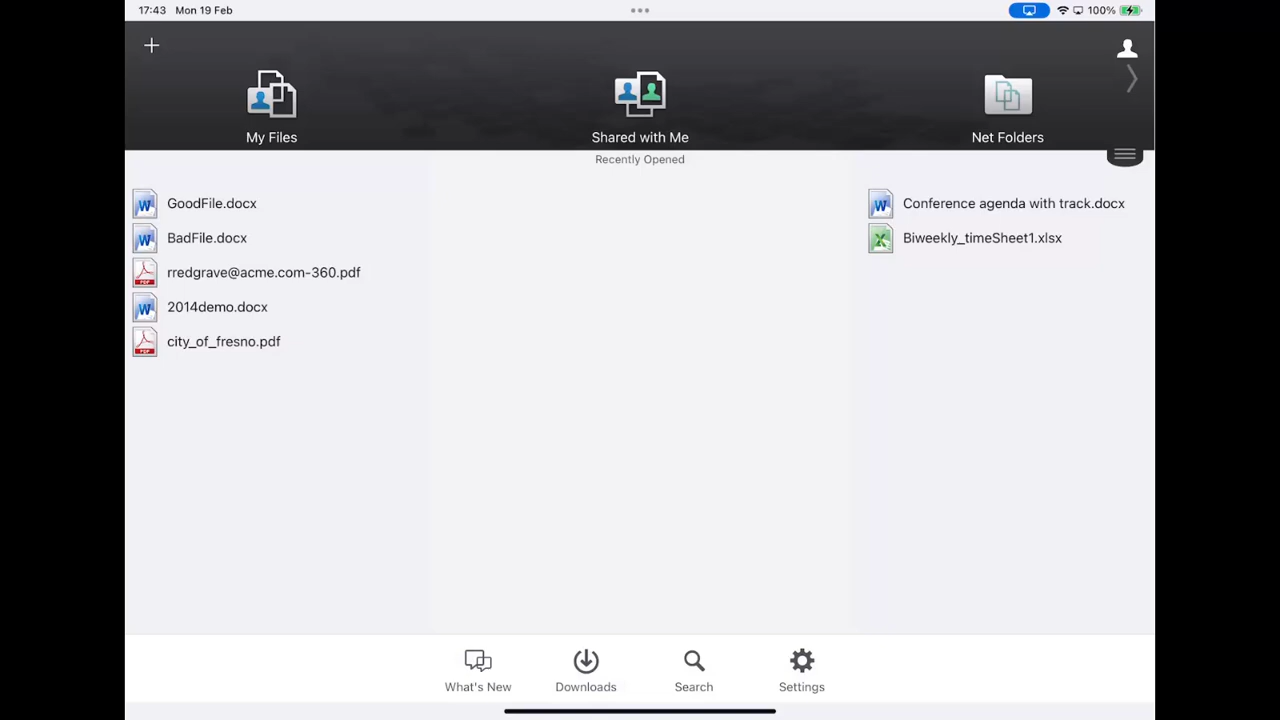 17:43 Mon 19 Feb
100%
My Files
Shared with Me
Net Folders
Recently Opened
GoodFile.docx
BadFile.docx
rredgrave@acme.com-360.pdf
2014demo.docx
city_of_fresno.pdf
Conference agenda with track.docx
Biweekly_timeSheet1.xlsx
What's New
Downloads
Search
Settings